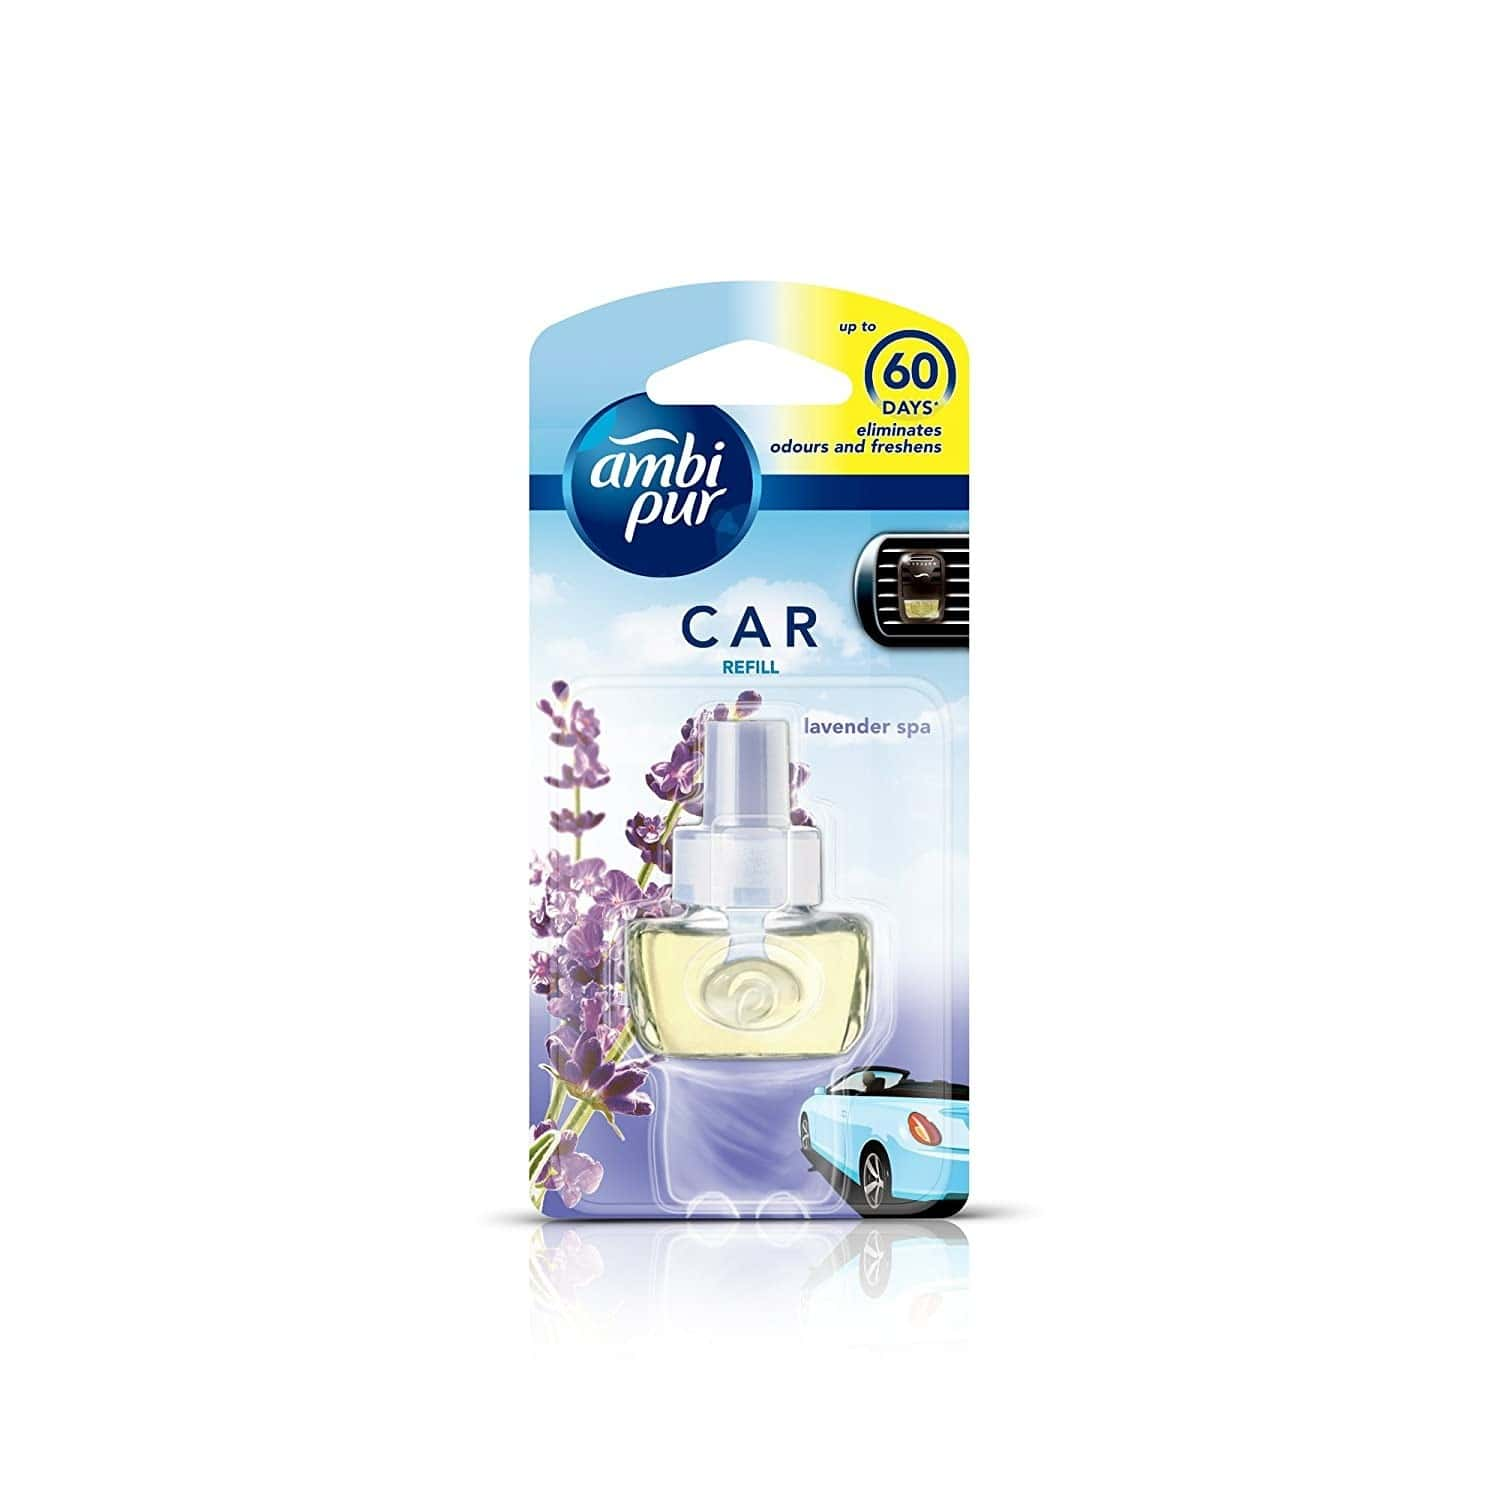 up to
60
DAYS*
eliminates
odours and freshens
ambi
pur
CAR
REFILL
lavender spa